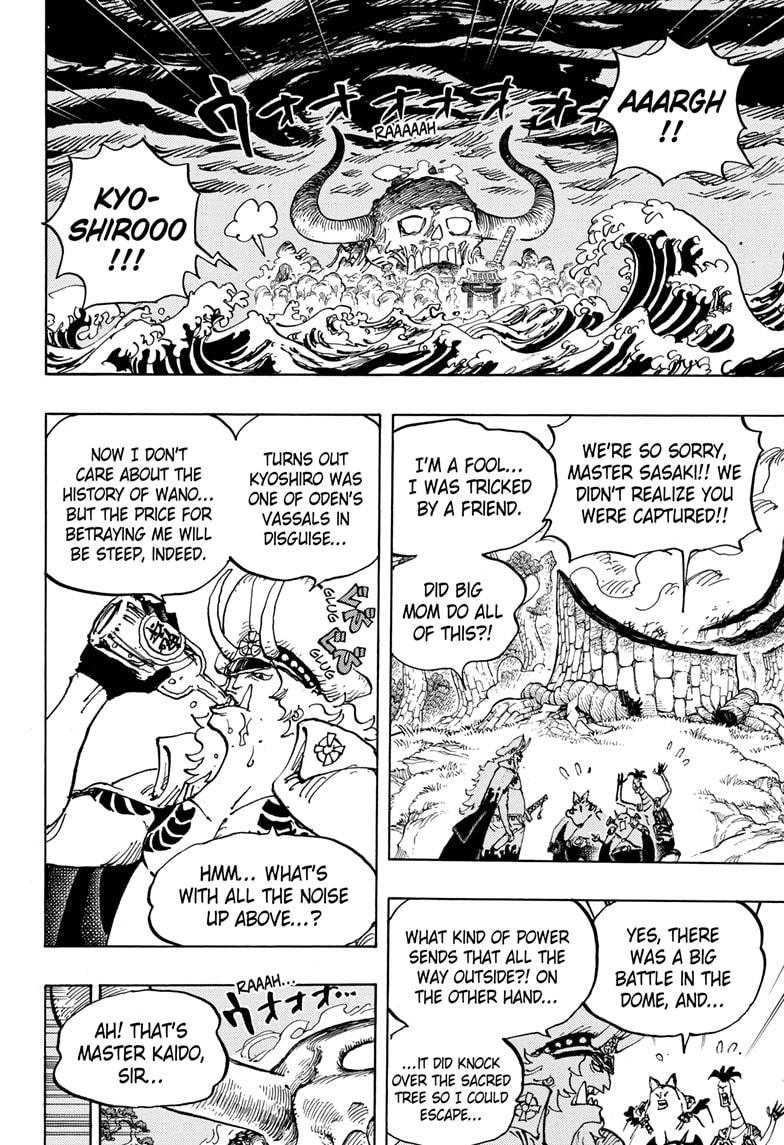 AAARGH
!!
ウオオオオオオオ
RAAAAAH
KYO-
SHIROOO
!!!
WE'RE SO SORRY,
MASTER SASAKI!! WE
DIDN'T REALIZE YOU
WERE CAPTURED!!
I'M A FOOL...
I WAS TRICKED
BY A FRIEND.
DID BIG
MOM DO ALL
OF THIS?!
TURNS OUT
KYOSHIRO WAS
ONE OF ODEN'S
VASSALS IN
DISGUISE...
NOW I DON'T
CARE ABOUT THE
HISTORY OF WANO...
BUT THE PRICE FOR
BETRAYING ME WILL
BE STEEP, INDEED.
GLUG
GLUG
HMM... WHAT'S
WITH ALL THE NOISE
UP ABOVE...?
YES, THERE
WAS A BIG
BATTLE IN THE
DOME, AND...
WHAT KIND OF POWER
SENDS THAT ALL THE
WAY OUTSIDE?! ON
THE OTHER HAND...
...IT DID KNOCK
OVER THE SACRED
TREE SO I COULD
ESCAPE...
RAAAH...
ウオオオ...
AH! THAT'S
MASTER KAIDO,
SIR...